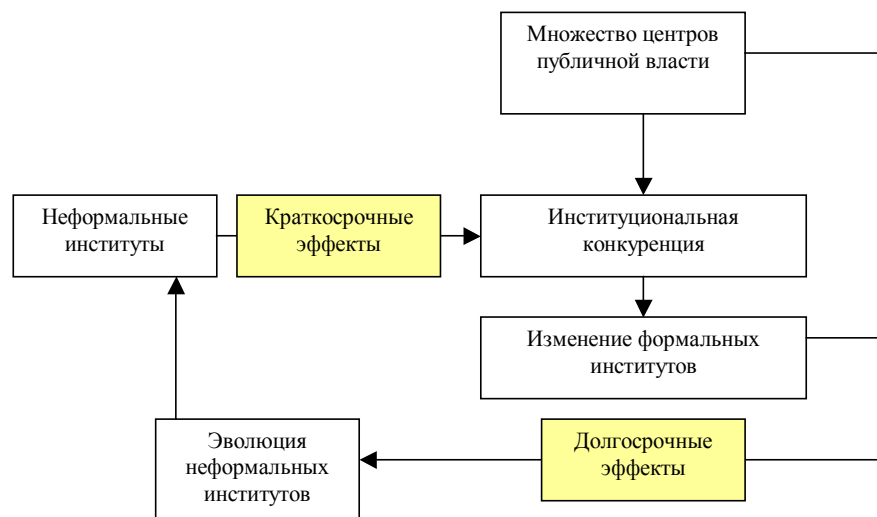 Множество центров
публичной власти
Неформальные
институты
Краткосрочные
эффекты
Институциональная
конкуренция
Изменение формальных
институтов
Эволюция
неформальных
институтов
Долгосрочные
эффекты